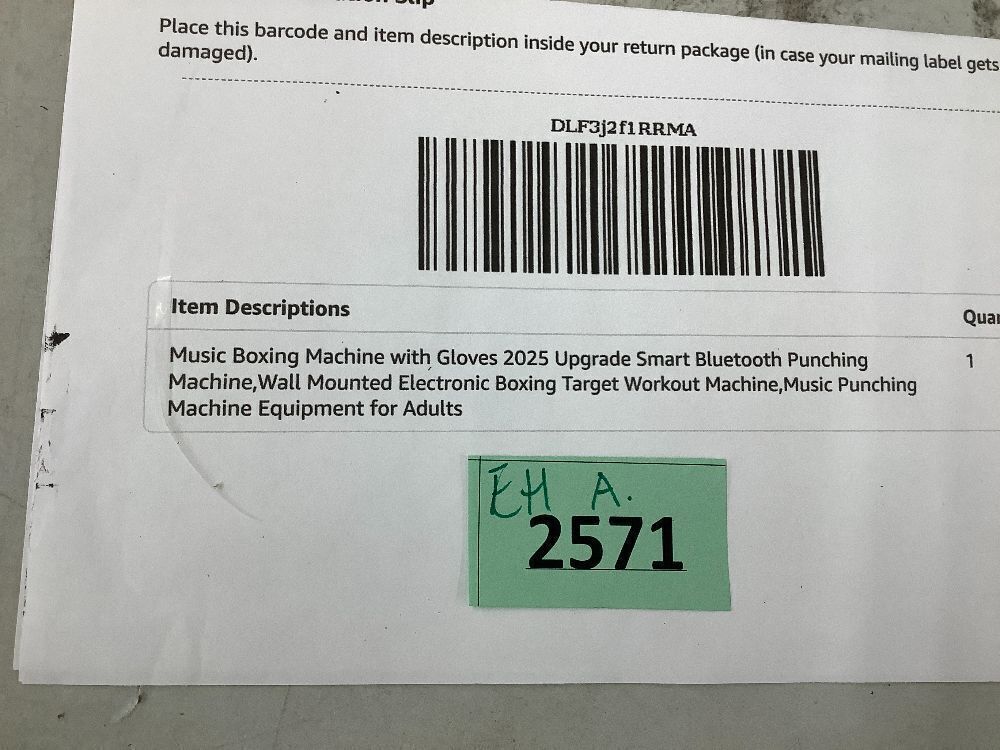 Slip
Place this barcode and item description inside your return package (in case your mailing label gets
damaged).
DLF3j2f1RRMA
Item Descriptions
Music Boxing Machine with Gloves 2025 Upgrade Smart Bluetooth Punching 1
Machine,Wall Mounted Electronic Boxing Target Workout Machine,Music Punching
Machine Equipment for Adults
EH A.
2571